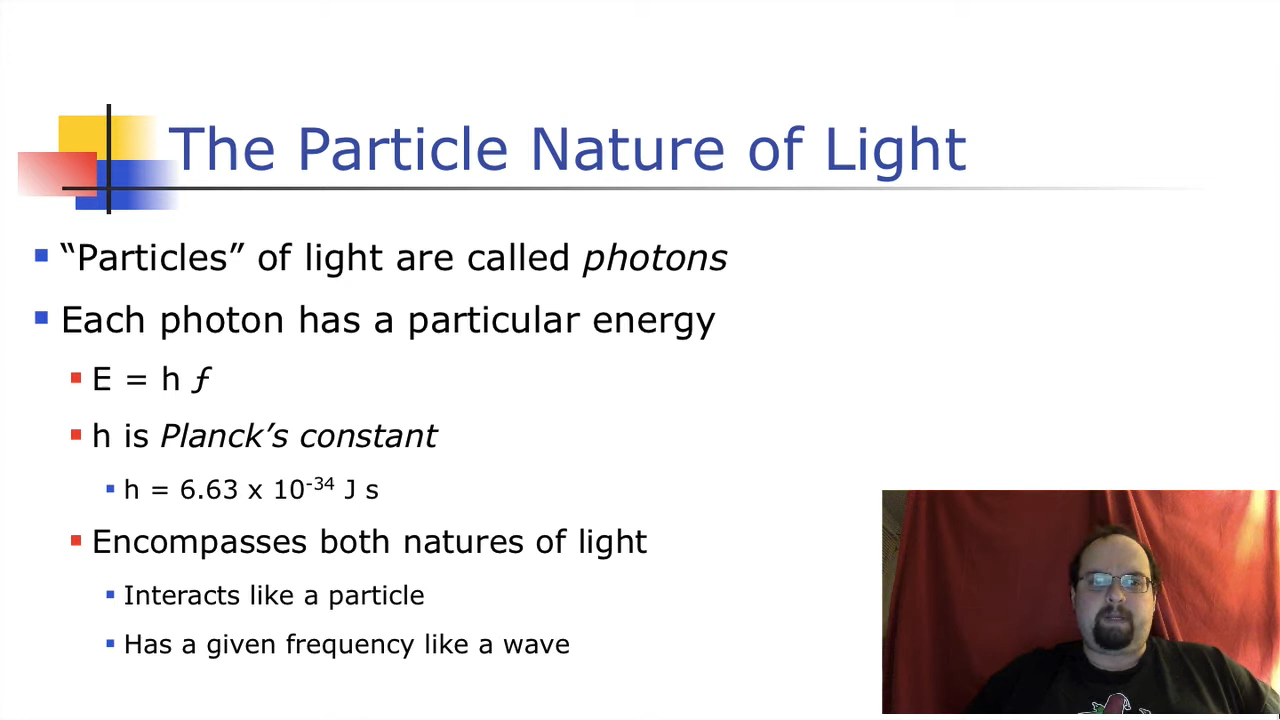 The Particle Nature of Light
“Particles” of light are called photons
Each photon has a particular energy
E = h ƒ
h is Planck’s constant
h = 6.63 x 10⁻³⁴ J s
Encompasses both natures of light
Interacts like a particle
Has a given frequency like a wave